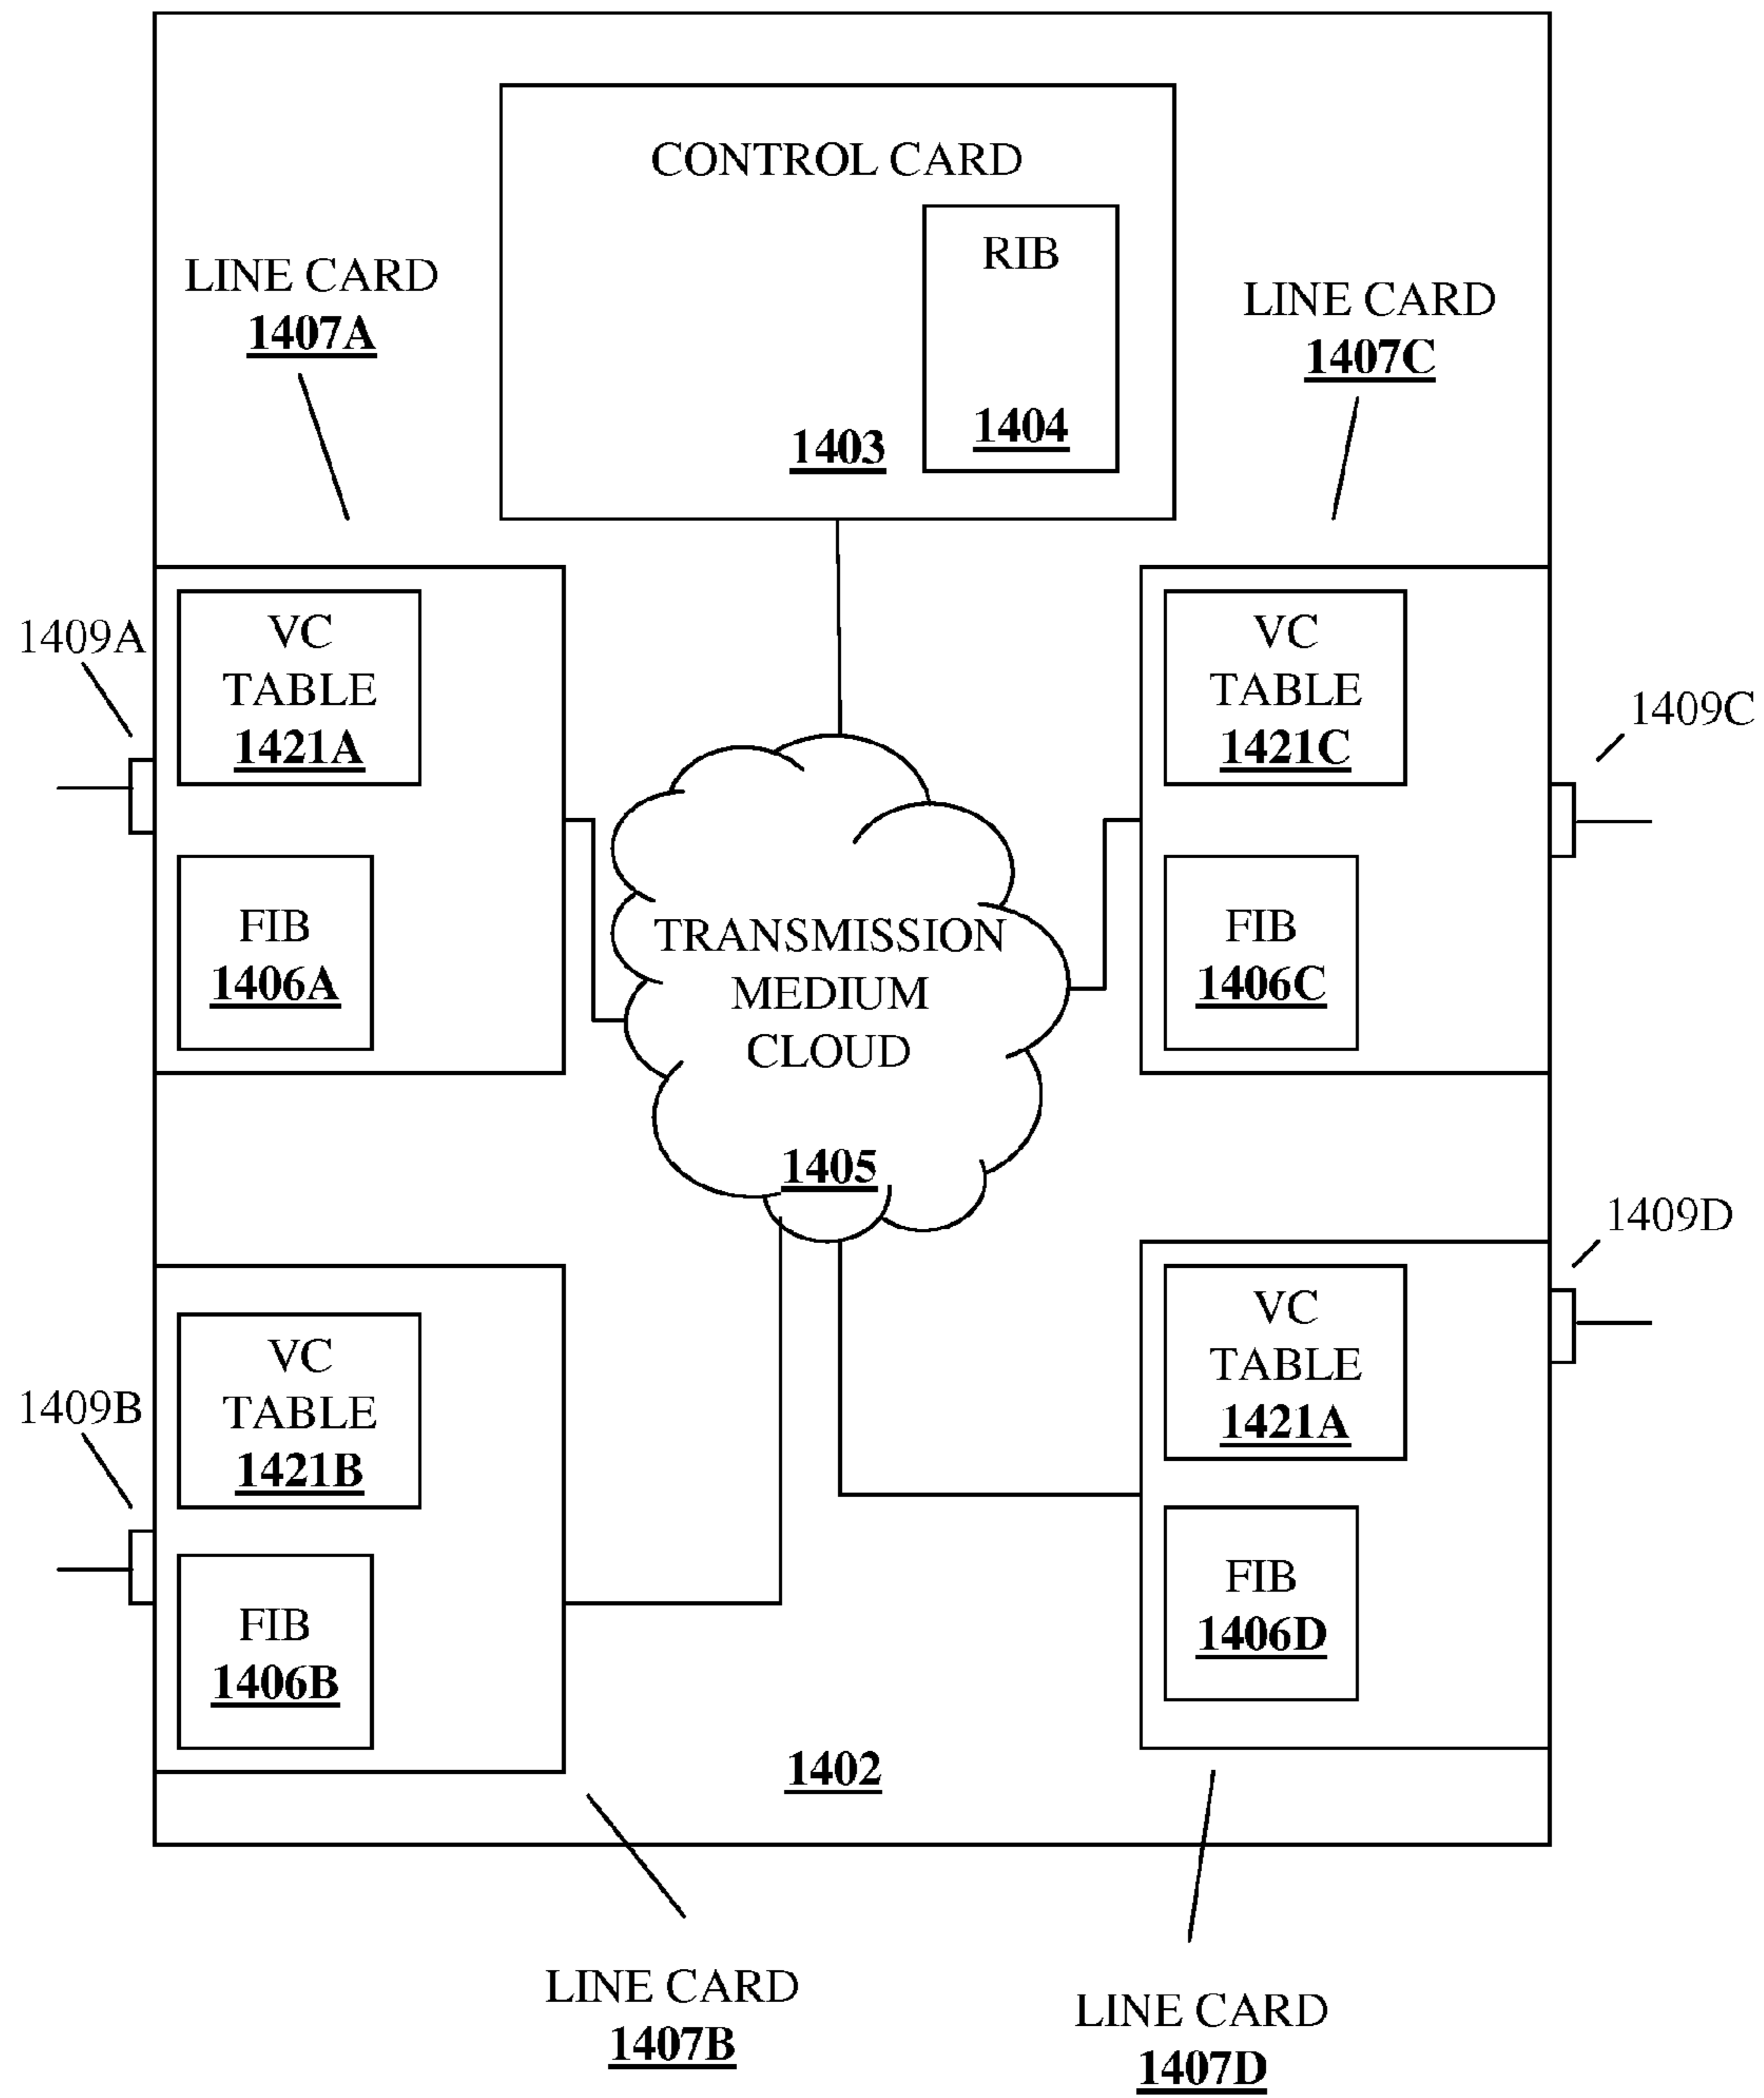 CONTROL CARD
RIB
1404
1403
LINE CARD
1407A
LINE CARD
1407C
1409A
VC
TABLE
1421A
FIB
1406A
VC
TABLE
1421C
FIB
1406C
1409C
TRANSMISSION
MEDIUM
CLOUD
1405
1409B
VC
TABLE
1421B
FIB
1406B
1409D
VC
TABLE
1421A
FIB
1406D
1402
LINE CARD
1407B
LINE CARD
1407D